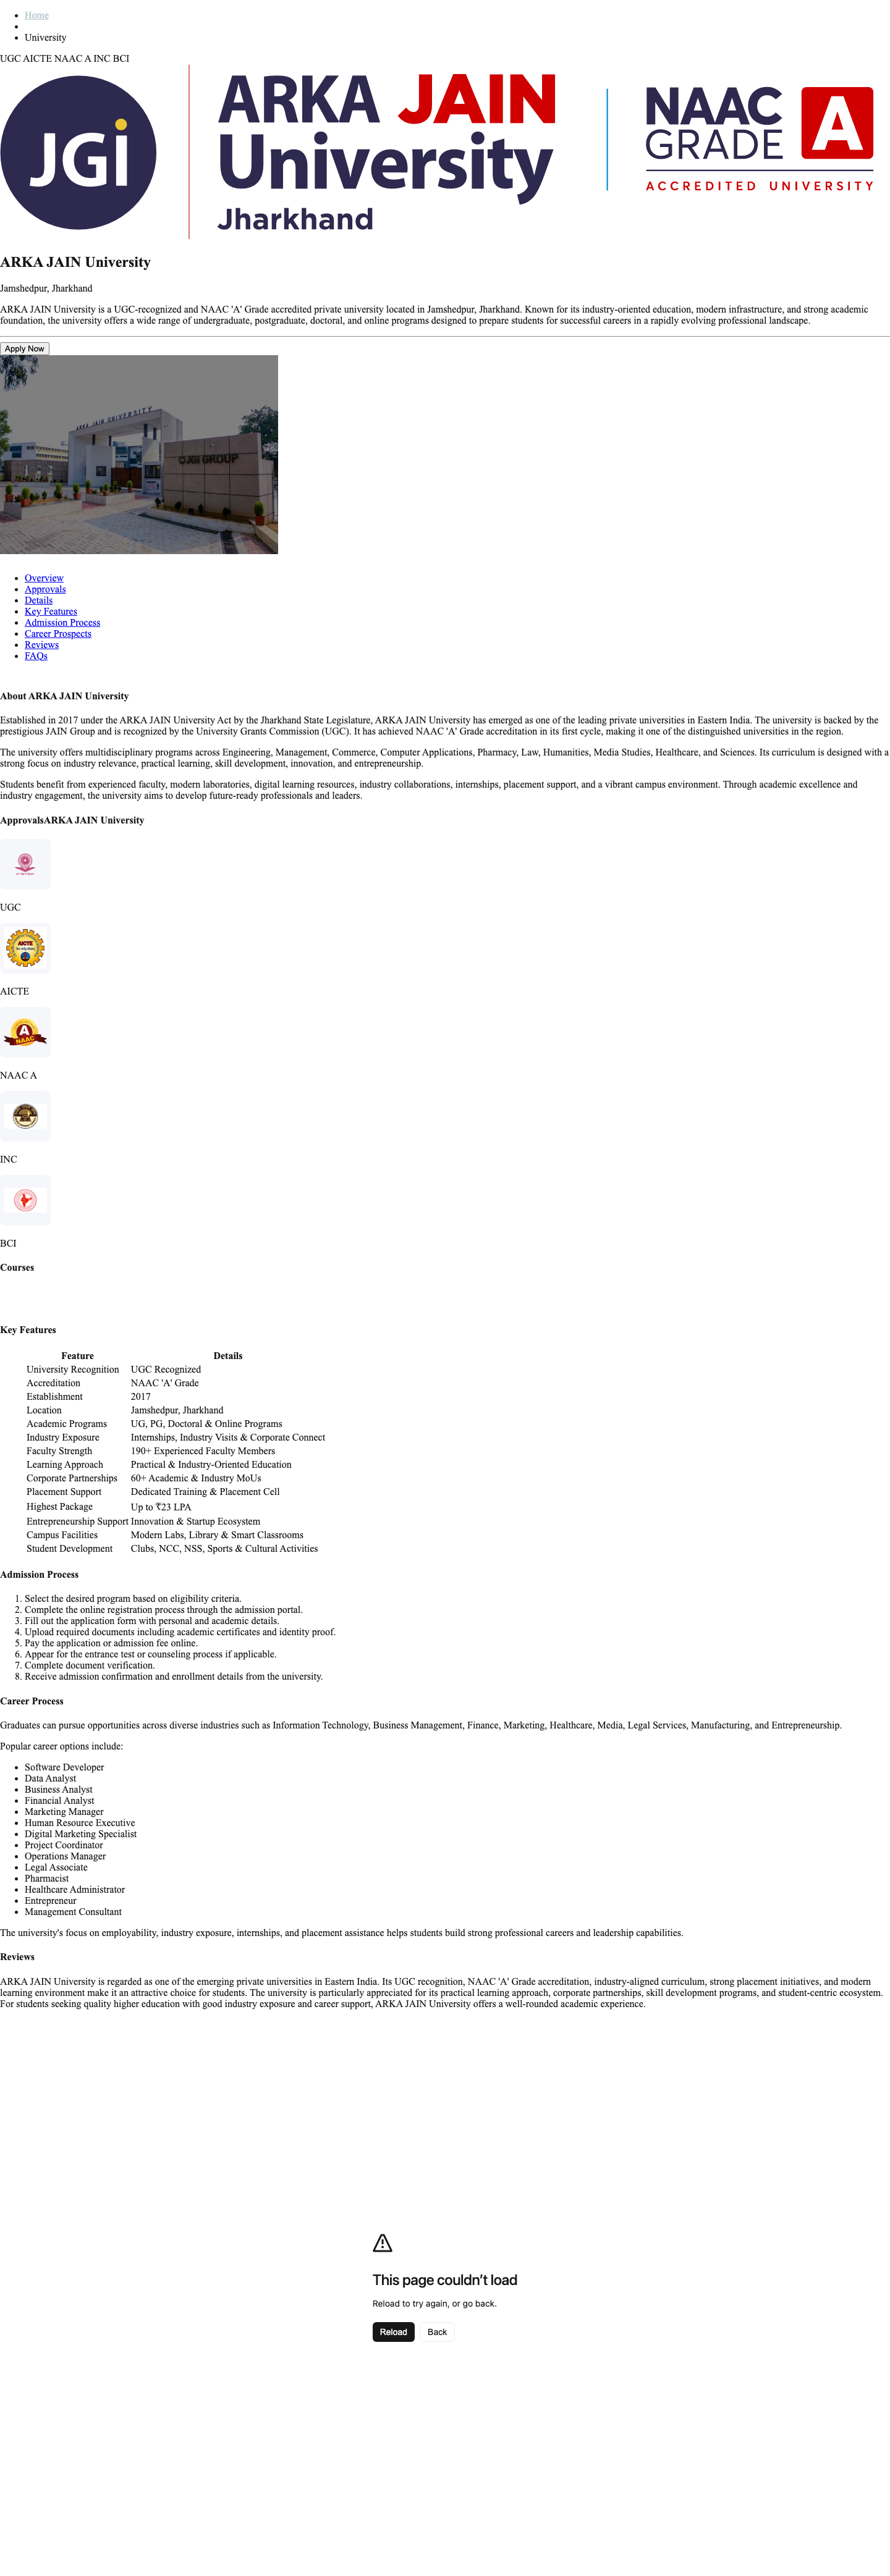 Home
University
UGC AICTE NAAC A INC BCI
JGi
ARKA JAIN
University
Jharkhand
NAAC
GRADE
A
ACCREDITED UNIVERSITY
ARKA JAIN University
Jamshedpur, Jharkhand
ARKA JAIN University is a UGC-recognized and NAAC 'A' Grade accredited private university located in Jamshedpur, Jharkhand. Known for its industry-oriented education, modern infrastructure, and strong academic
foundation, the university offers a wide range of undergraduate, postgraduate, doctoral, and online programs designed to prepare students for successful careers in a rapidly evolving professional landscape.
Apply Now
ARKA JAIN UNIVERSITY
JGI GROUP
Overview
Approvals
Details
Key Features
Admission Process
Career Prospects
Reviews
FAQs
About ARKA JAIN University
Established in 2017 under the ARKA JAIN University Act by the Jharkhand State Legislature, ARKA JAIN University has emerged as one of the leading private universities in Eastern India. The university is backed by the
prestigious JAIN Group and is recognized by the University Grants Commission (UGC). It has achieved NAAC 'A' Grade accreditation in its first cycle, making it one of the distinguished universities in the region.
The university offers multidisciplinary programs across Engineering, Management, Commerce, Computer Applications, Pharmacy, Law, Humanities, Media Studies, Healthcare, and Sciences. Its curriculum is designed with a
strong focus on industry relevance, practical learning, skill development, innovation, and entrepreneurship.
Students benefit from experienced faculty, modern laboratories, digital learning resources, industry collaborations, internships, placement support, and a vibrant campus environment. Through academic excellence and
industry engagement, the university aims to develop future-ready professionals and leaders.
ApprovalsARKA JAIN University
UGC
AICTE
AICTE
A
NAAC
NAAC A
INC
BCI
Courses
Key Features
Feature Details
University Recognition UGC Recognized
Accreditation NAAC 'A' Grade
Establishment 2017
Location Jamshedpur, Jharkhand
Academic Programs UG, PG, Doctoral & Online Programs
Industry Exposure Internships, Industry Visits & Corporate Connect
Faculty Strength 190+ Experienced Faculty Members
Learning Approach Practical & Industry-Oriented Education
Corporate Partnerships 60+ Academic & Industry MoUs
Placement Support Dedicated Training & Placement Cell
Highest Package Up to ₹23 LPA
Entrepreneurship Support Innovation & Startup Ecosystem
Campus Facilities Modern Labs, Library & Smart Classrooms
Student Development Clubs, NCC, NSS, Sports & Cultural Activities
Admission Process
1. Select the desired program based on eligibility criteria.
2. Complete the online registration process through the admission portal.
3. Fill out the application form with personal and academic details.
4. Upload required documents including academic certificates and identity proof.
5. Pay the application or admission fee online.
6. Appear for the entrance test or counseling process if applicable.
7. Complete document verification.
8. Receive admission confirmation and enrollment details from the university.
Career Process
Graduates can pursue opportunities across diverse industries such as Information Technology, Business Management, Finance, Marketing, Healthcare, Media, Legal Services, Manufacturing, and Entrepreneurship.
Popular career options include:
Software Developer
Data Analyst
Business Analyst
Financial Analyst
Marketing Manager
Human Resource Executive
Digital Marketing Specialist
Project Coordinator
Operations Manager
Legal Associate
Pharmacist
Healthcare Administrator
Entrepreneur
Management Consultant
The university's focus on employability, industry exposure, internships, and placement assistance helps students build strong professional careers and leadership capabilities.
Reviews
ARKA JAIN University is regarded as one of the emerging private universities in Eastern India. Its UGC recognition, NAAC 'A' Grade accreditation, industry-aligned curriculum, strong placement initiatives, and modern
learning environment make it an attractive choice for students. The university is particularly appreciated for its practical learning approach, corporate partnerships, skill development programs, and student-centric ecosystem.
For students seeking quality higher education with good industry exposure and career support, ARKA JAIN University offers a well-rounded academic experience.
This page couldn’t load
Reload to try again, or go back.
Reload
Back